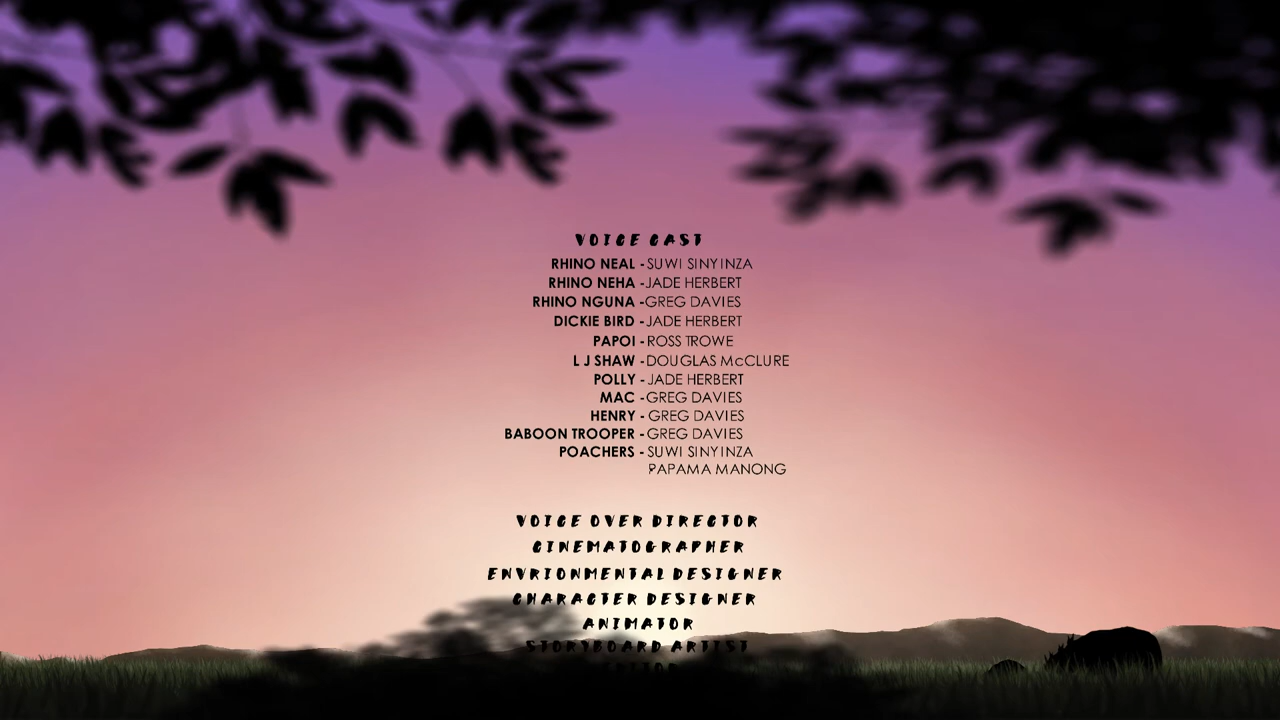 VOICE CAST
RHINO NEAL - SUWI SINYINZA
RHINO NEHA - JADE HERBERT
RHINO NGUNA - GREG DAVIES
DICKIE BIRD - JADE HERBERT
PAPOI - ROSS TROWE
L J SHAW - DOUGLAS McCLURE
POLLY - JADE HERBERT
MAC - GREG DAVIES
HENRY - GREG DAVIES
BABOON TROOPER - GREG DAVIES
POACHERS - SUWI SINYINZA
PAPAMA MANONG
VOICE OVER DIRECTOR
CINEMATOGRAPHER
ENVRIONMENTAL DESIGNER
CHARACTER DESIGNER
ANIMATOR
STORYBOARD ARTIST
EDITOR